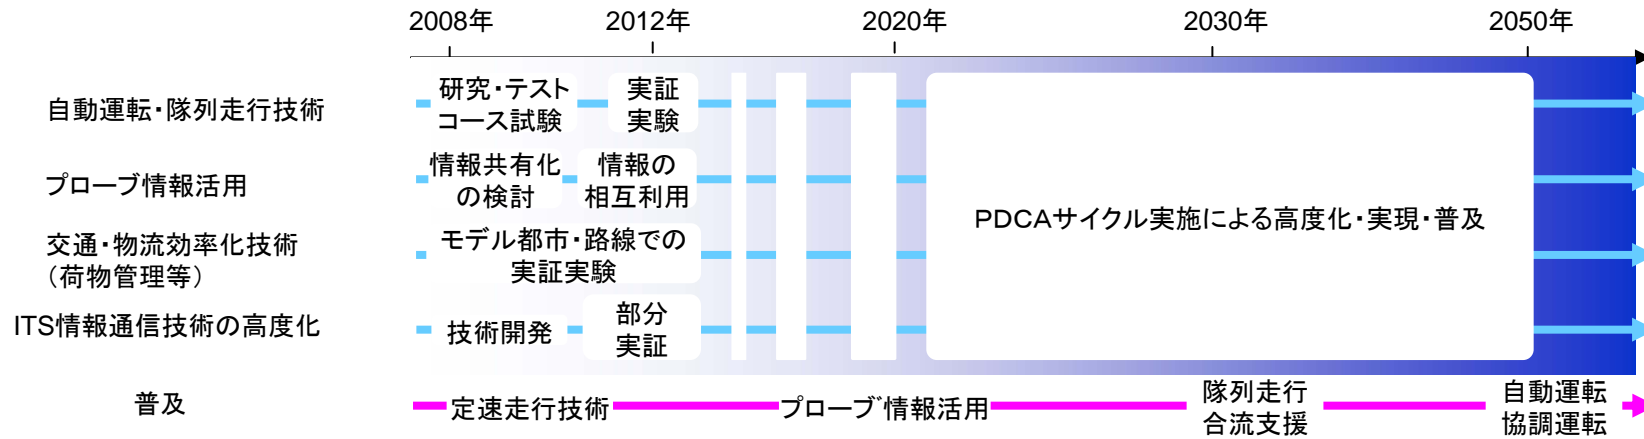 2008年
2012年
2020年
2030年
2050年
自動運転・隊列走行技術
研究・テスト
コース試験
実証
実験
プローブ情報活用
情報共有化
の検討
情報の
相互利用
交通・物流効率化技術
（荷物管理等）
モデル都市・路線での
実証実験
ITS情報通信技術の高度化
技術開発
部分
実証
PDCAサイクル実施による高度化・実現・普及
普及
定速走行技術
プローブ情報活用
隊列走行
合流支援
自動運転
協調運転